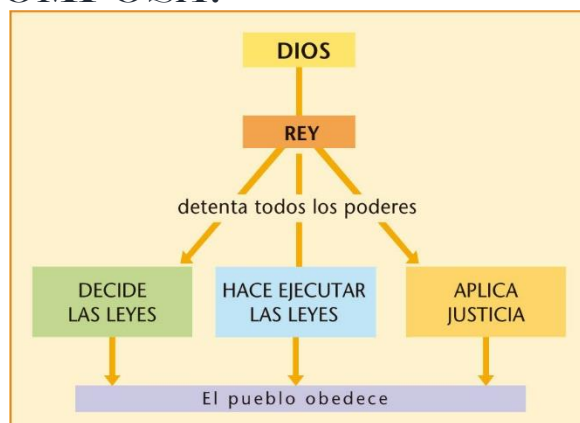 DIOS
REY
detenta todos los poderes
DECIDE
LAS LEYES
HACE EJECUTAR
LAS LEYES
APLICA
JUSTICIA
El pueblo obedece